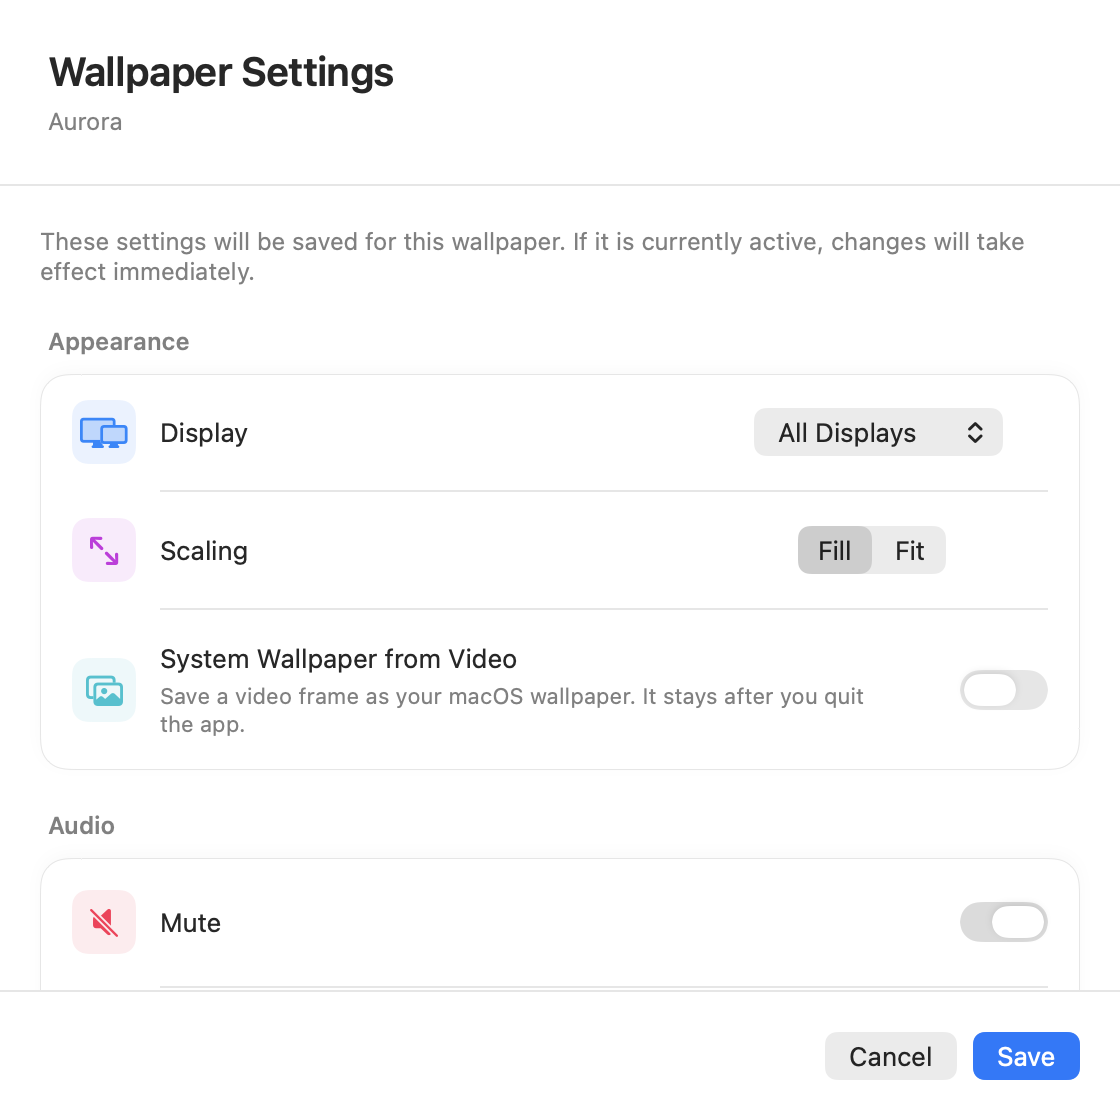 Wallpaper Settings
Aurora
These settings will be saved for this wallpaper. If it is currently active, changes will take
effect immediately.
Appearance
Display
All Displays
Scaling
Fill
Fit
System Wallpaper from Video
Save a video frame as your macOS wallpaper. It stays after you quit
the app.
Audio
Mute
Cancel
Save